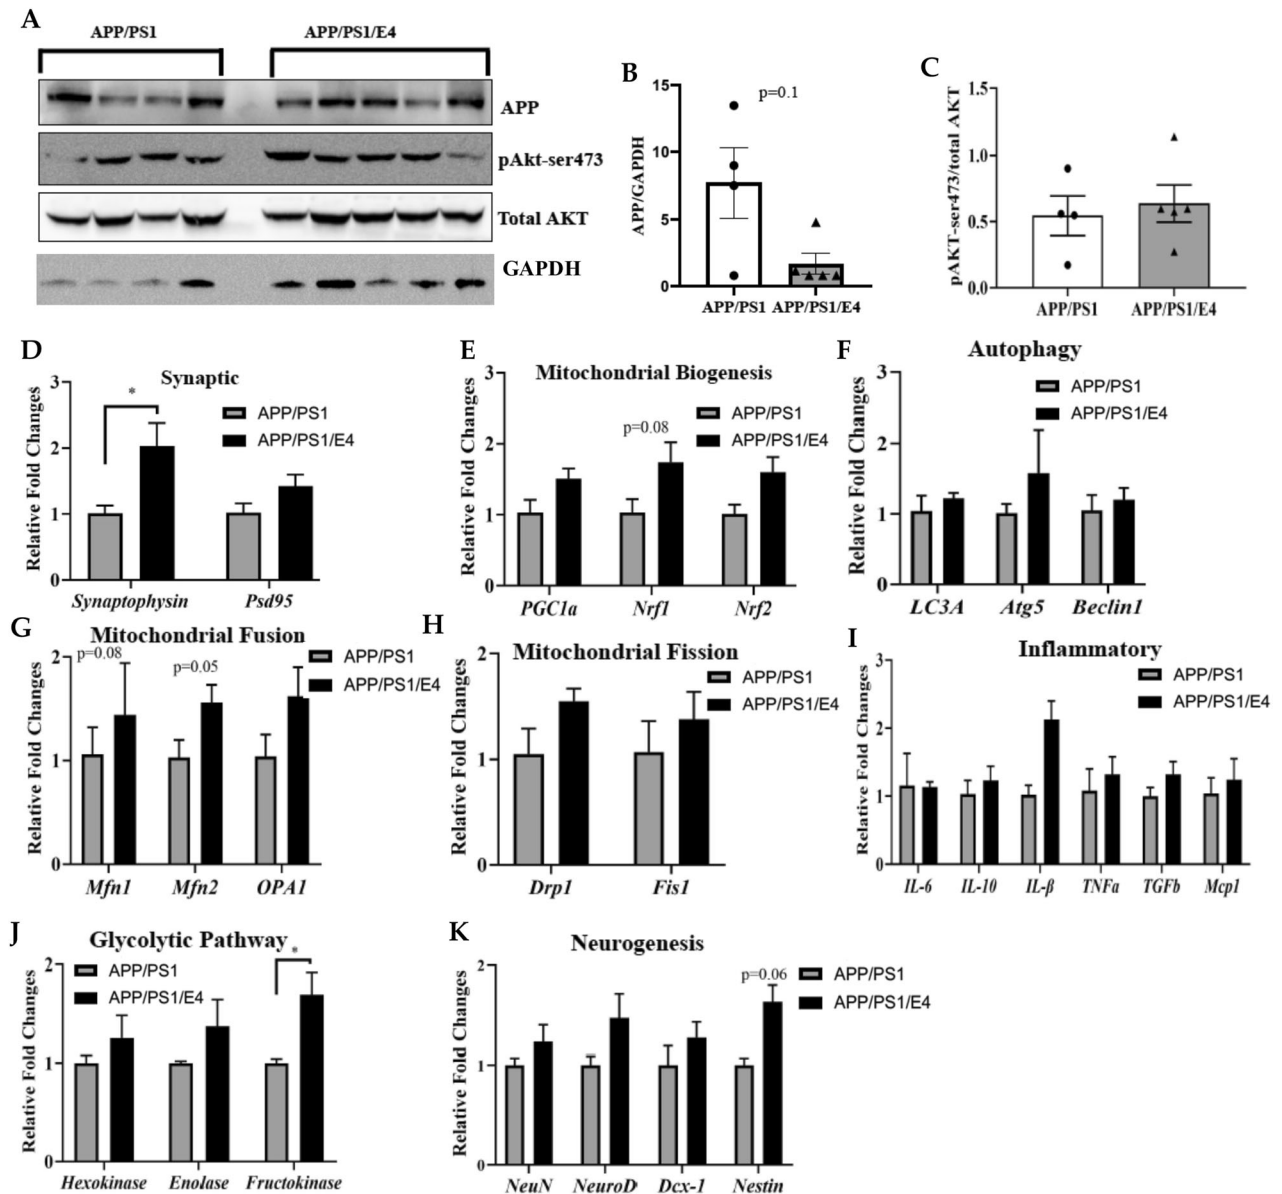 A
APP/PS1
APP/PS1/E4
APP
pAkt-ser473
Total AKT
GAPDH
B
APP/GAPDH
15
10
5
0
p=0.1
APP/PS1
APP/PS1/E4
C
pAKT-ser473/total AKT
1.5
1.0
0.5
0.0
APP/PS1
APP/PS1/E4
D
Synaptic
Relative Fold Changes
3
2
1
0
*
APP/PS1
APP/PS1/E4
Synaptophysin
Psd95
E
Mitochondrial Biogenesis
Relative Fold Changes
3
2
1
0
p=0.08
APP/PS1
APP/PS1/E4
PGC1a
Nrf1
Nrf2
F
Autophagy
Relative Fold Changes
3
2
1
0
APP/PS1
APP/PS1/E4
LC3A
Atg5
Beclin1
G
Mitochondrial Fusion
Relative Fold Changes
2
1
0
p=0.08
p=0.05
APP/PS1
APP/PS1/E4
Mfn1
Mfn2
OPA1
H
Mitochondrial Fission
Relative Fold Changes
2
1
0
APP/PS1
APP/PS1/E4
Drp1
Fis1
I
Inflammatory
Relative Fold Changes
3
2
1
0
APP/PS1
APP/PS1/E4
IL-6
IL-10
IL-β
TNFa
TGFb
Mcp1
J
Glycolytic Pathway
Relative Fold Changes
2
1
0
*
APP/PS1
APP/PS1/E4
Hexokinase
Enolase
Fructokinase
K
Neurogenesis
Relative Fold Changes
2
1
0
p=0.06
APP/PS1
APP/PS1/E4
NeuN
NeuroD
Dcx-1
Nestin